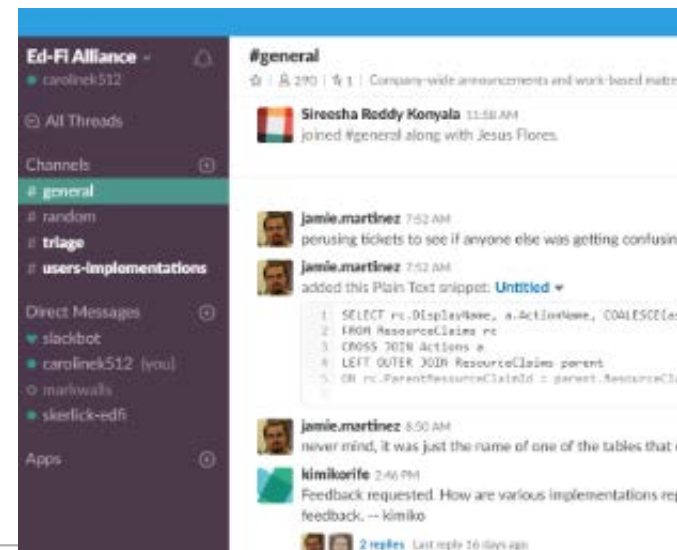 Ed-Fi Alliance
carolinek512
All Threads
Channels
# general
# random
# triage
# users-implementations
Direct Messages
slackbot
carolinek512 (you)
markwalls
skerlick-edfi
Apps
#general
290 | 1 | Company-wide announcements and work-based
Sireesha Reddy Konyala 11:58 AM
joined #general along with Jesus Flores.
jamie.martinez 7:52 AM
perusing tickets to see if anyone else was getting
jamie.martinez 7:52 AM
added this Plain Text snippet: Untitled
1 SELECT rc.DisplayName, a.ActionName,
2 FROM ResourceClaims rc
3 CROSS JOIN Actions a
4 LEFT OUTER JOIN ResourceClaims parent
5 ON rc.ParentResourceClaimId =
jamie.martinez 8:50 AM
never mind, it was just the name of one of the tables that
kimikorife 2:46 PM
Feedback requested. How are various implementations
feedback. -- kimiko
2 replies Last reply 16 days ago